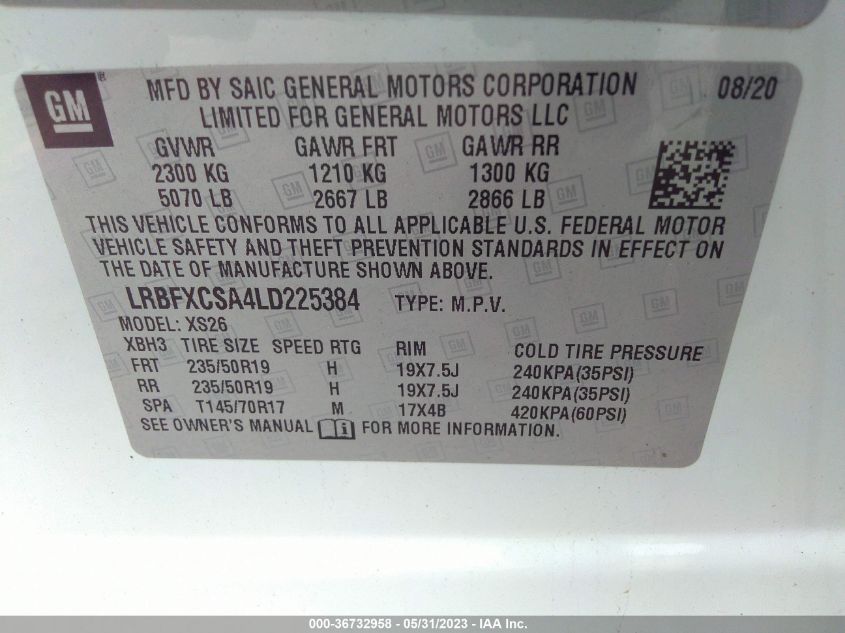 GM
MFD BY SAIC GENERAL MOTORS CORPORATION 08/20
LIMITED FOR GENERAL MOTORS LLC
GVWR GAWR FRT GAWR RR
2300 KG 1210 KG 1300 KG
5070 LB 2667 LB 2866 LB
THIS VEHICLE CONFORMS TO ALL APPLICABLE U.S. FEDERAL MOTOR
VEHICLE SAFETY AND THEFT PREVENTION STANDARDS IN EFFECT ON
THE DATE OF MANUFACTURE SHOWN ABOVE.
LRBFXCSA4LD225384 TYPE: M.P.V.
MODEL: XS26
XBH3 TIRE SIZE SPEED RTG RIM COLD TIRE PRESSURE
FRT 235/50R19 H 19X7.5J 240KPA(35PSI)
RR 235/50R19 H 19X7.5J 240KPA(35PSI)
SPA T145/70R17 M 17X4B 420KPA(60PSI)
SEE OWNER'S MANUAL i FOR MORE INFORMATION.
000-36732958 - 05/31/2023 - IAA Inc.